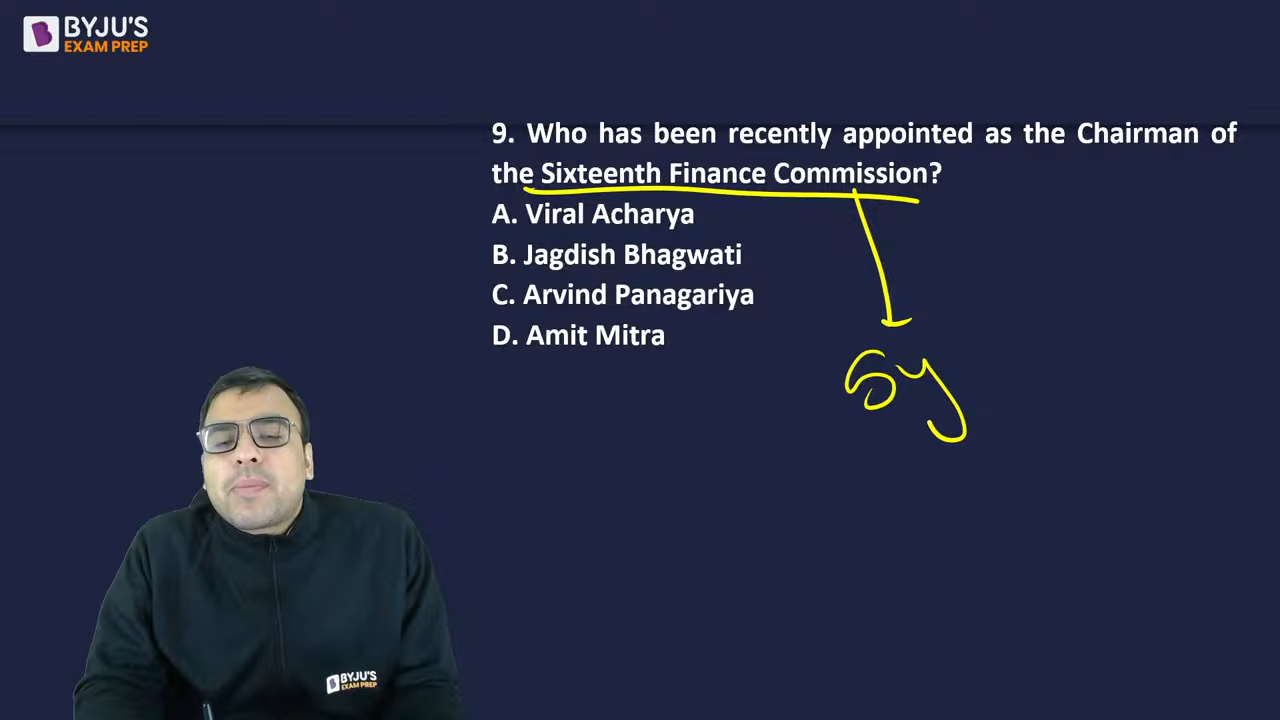 BYJU'S
EXAM PREP
9. Who has been recently appointed as the Chairman of
the Sixteenth Finance Commission?
A. Viral Acharya
B. Jagdish Bhagwati
C. Arvind Panagariya
D. Amit Mitra
5y
BYJU'S
EXAM PREP